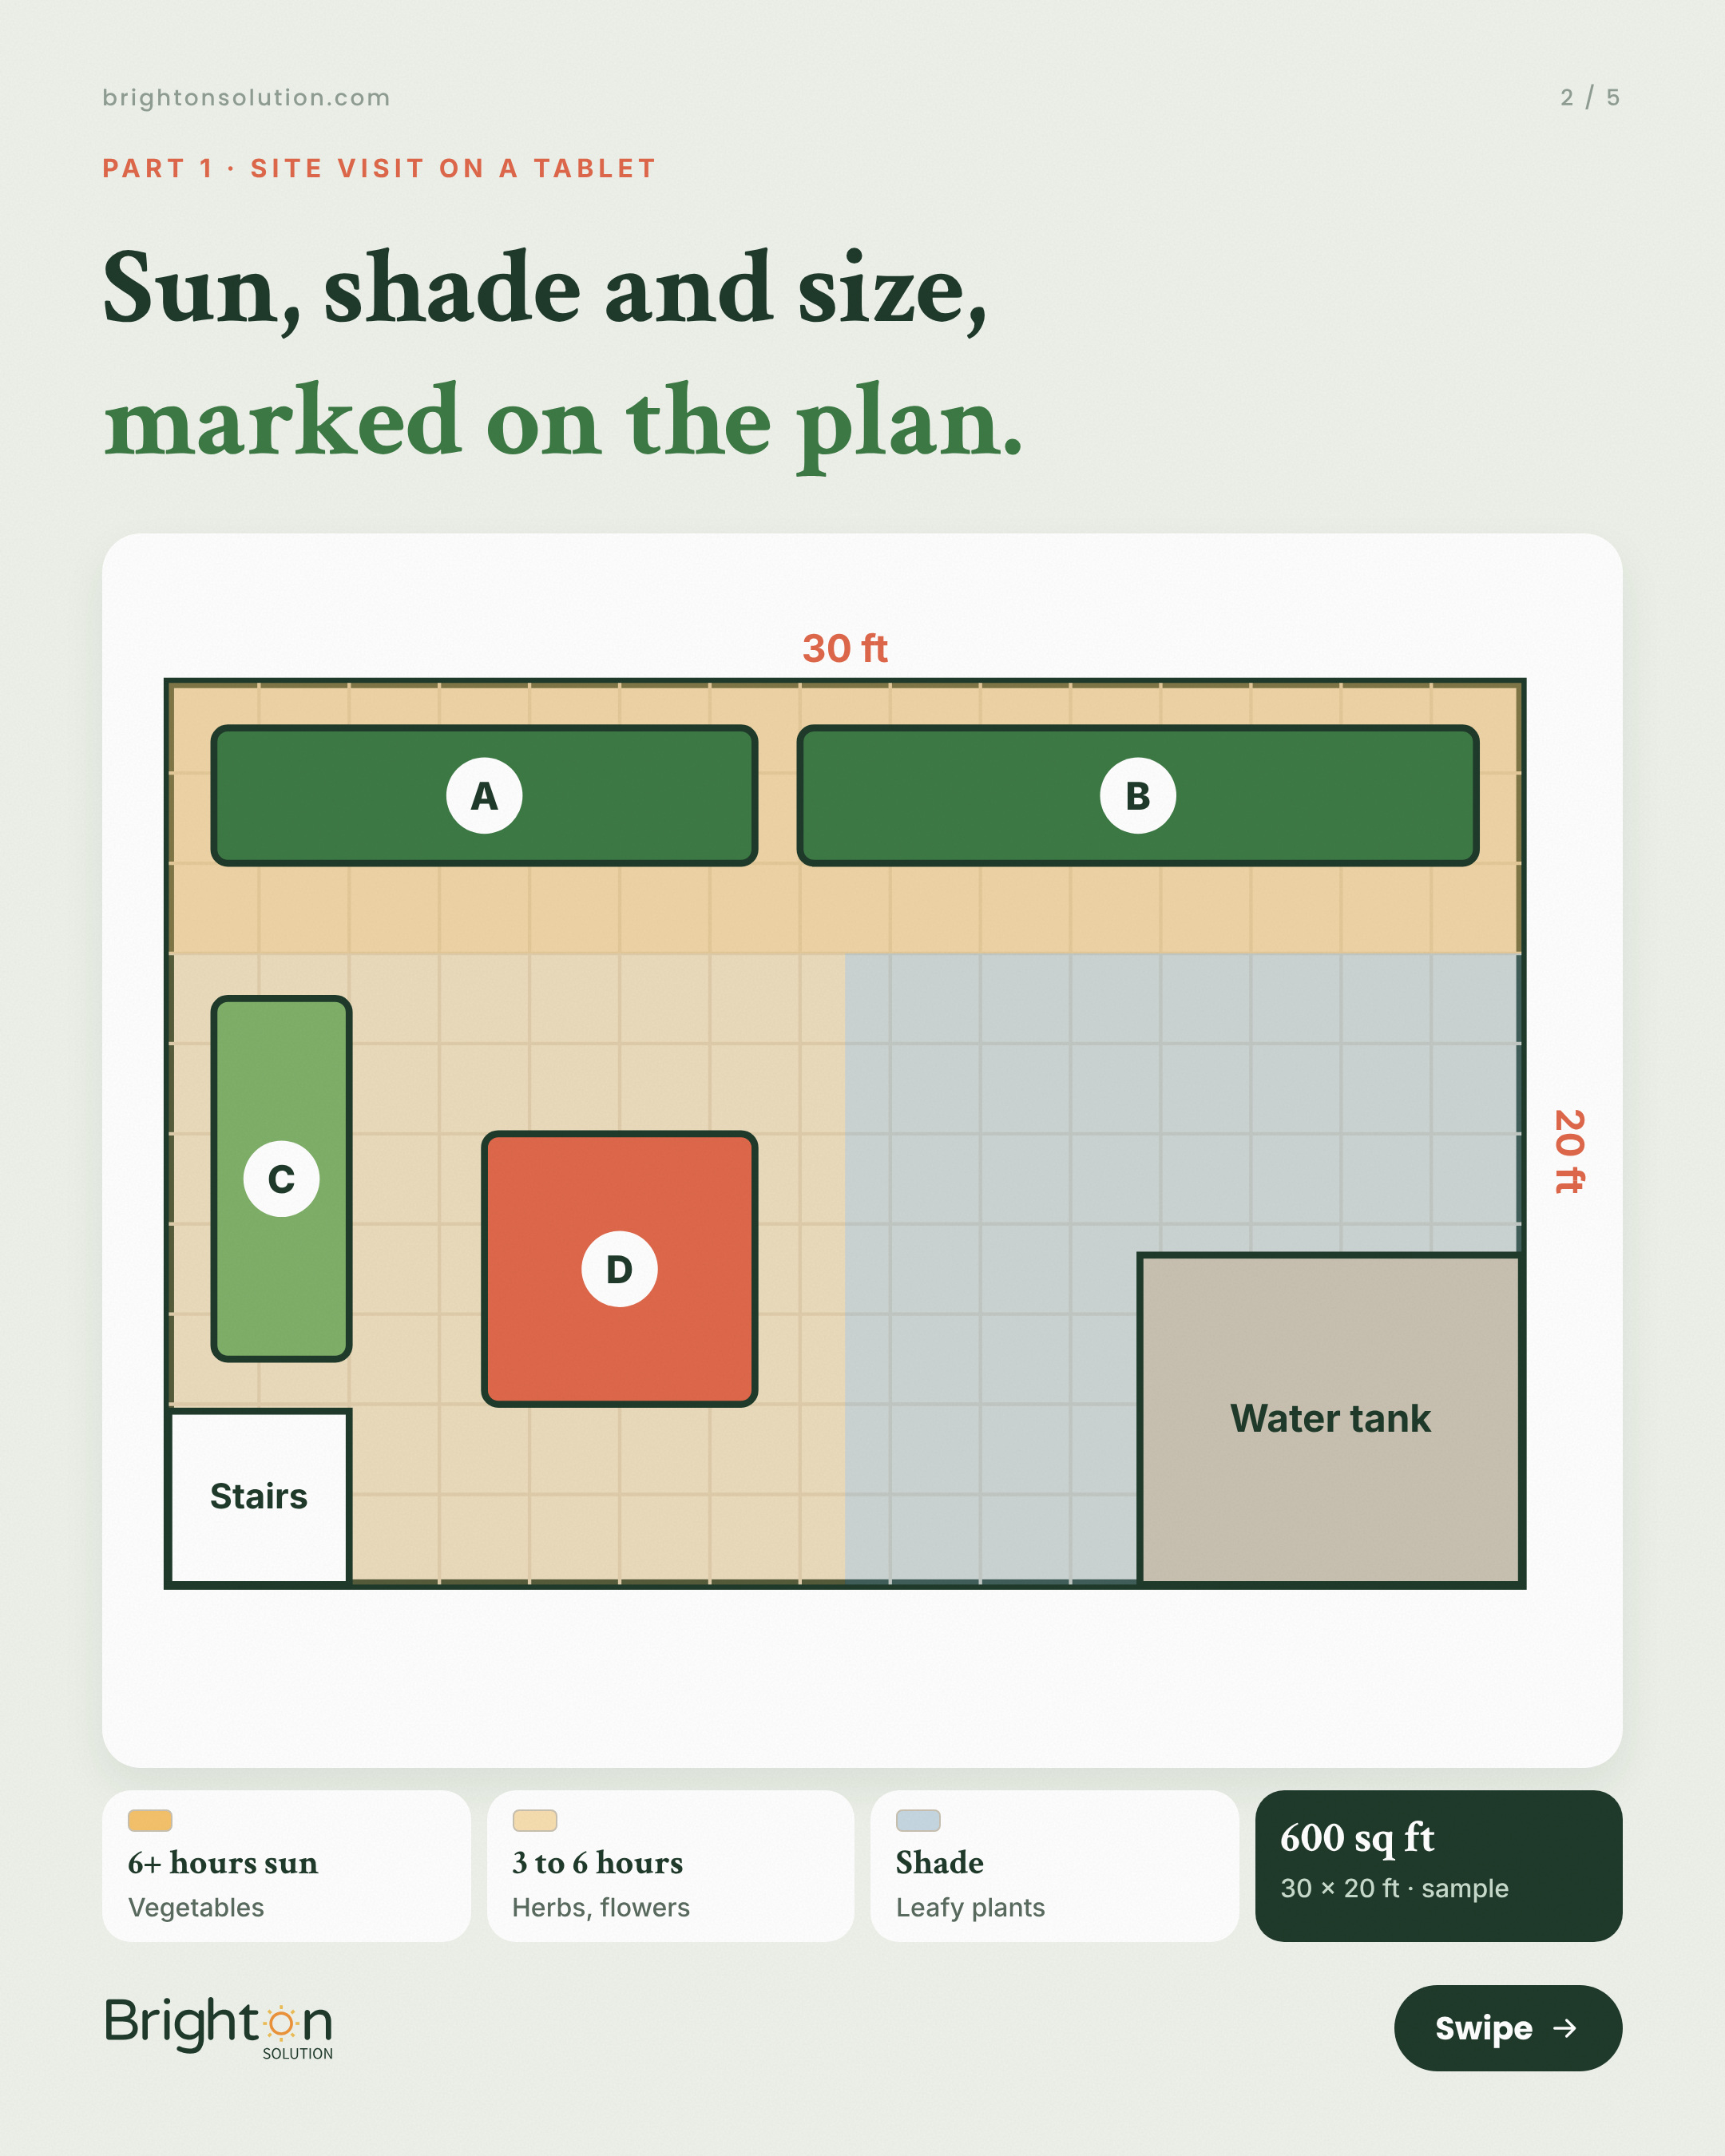 brightonsolution.com
2 / 5
PART 1 · SITE VISIT ON A TABLET
Sun, shade and size,
marked on the plan.
30 ft
A
B
20 ft
C
D
Water tank
Stairs
6+ hours sun
Vegetables
3 to 6 hours
Herbs, flowers
Shade
Leafy plants
600 sq ft
30 × 20 ft · sample
Brighton
SOLUTION
Swipe →